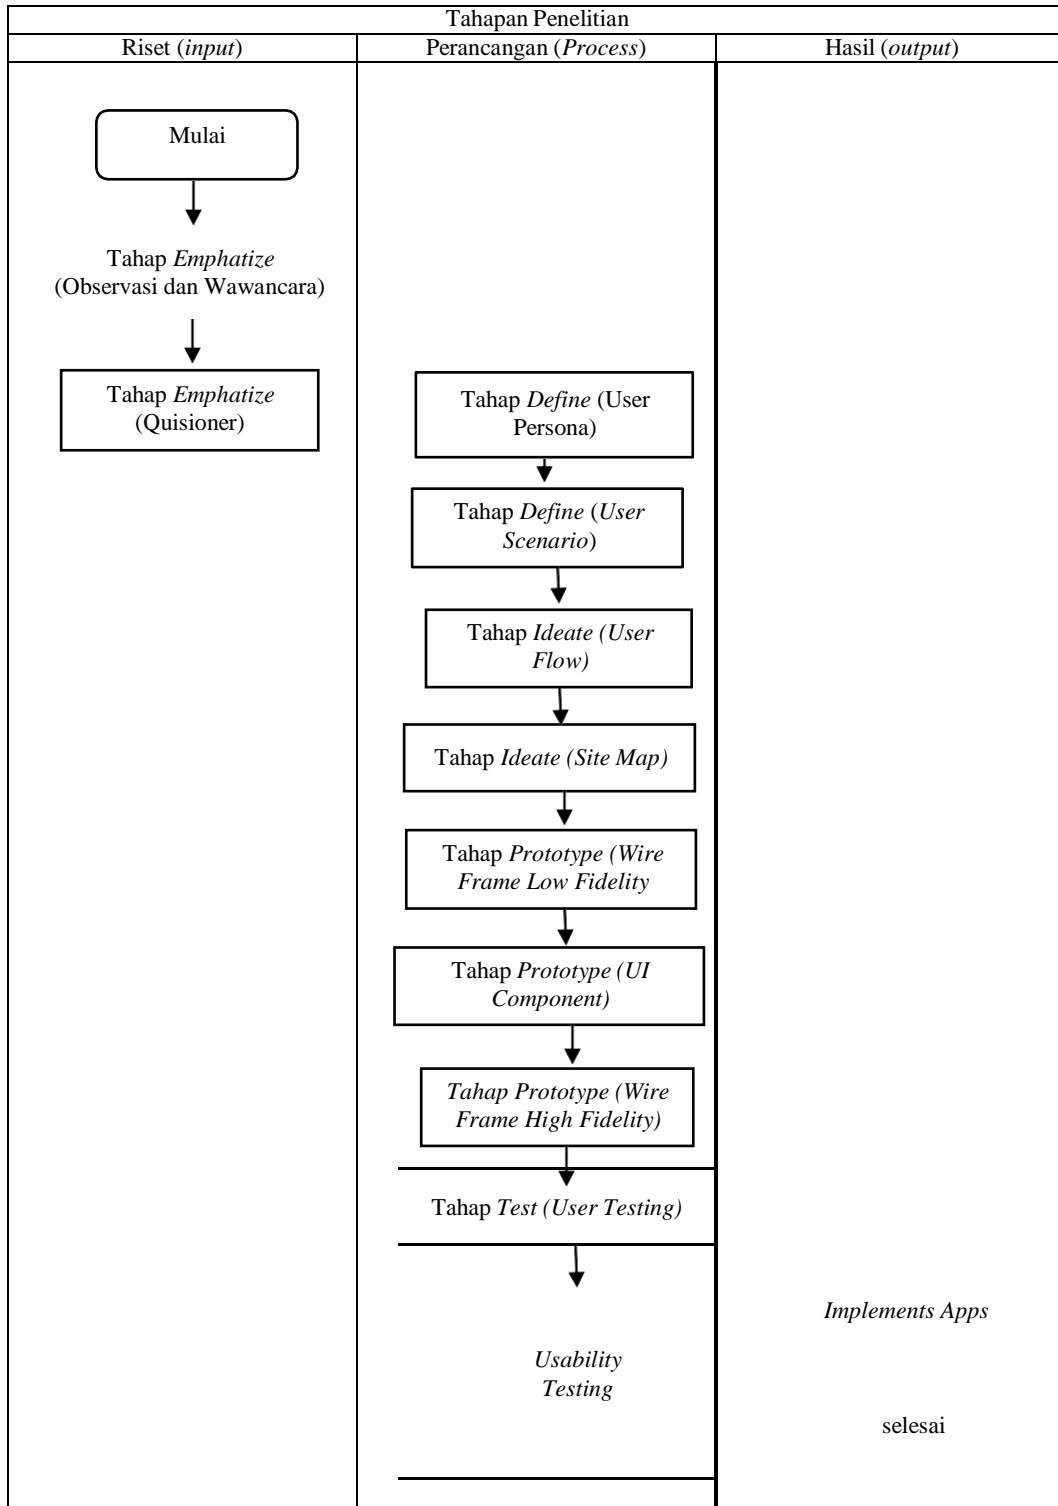 Tahapan Penelitian
Riset (input)
Perancangan (Process)
Hasil (output)
Mulai
Tahap Emphatize
(Observasi dan Wawancara)
Tahap Emphatize
(Quisioner)
Tahap Define (User
Persona)
Tahap Define (User
Scenario)
Tahap Ideate (User
Flow)
Tahap Ideate (Site Map)
Tahap Prototype (Wire
Frame Low Fidelity
Tahap Prototype (UI
Component)
Tahap Prototype (Wire
Frame High Fidelity)
Tahap Test (User Testing)
Usability
Testing
Implements Apps
selesai